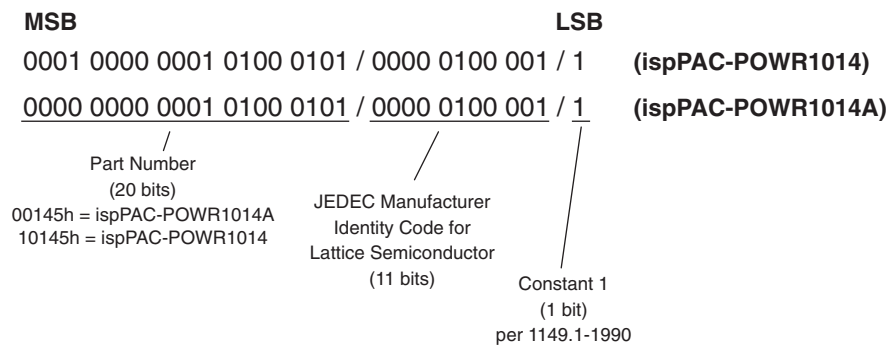 MSB LSB
0001 0000 0001 0100 0101 / 0000 0100 001 / 1 (ispPAC-POWR1014)
0000 0000 0001 0100 0101 / 0000 0100 001 / 1 (ispPAC-POWR1014A)
Part Number
(20 bits)
00145h = ispPAC-POWR1014A
10145h = ispPAC-POWR1014
JEDEC Manufacturer
Identity Code for
Lattice Semiconductor
(11 bits)
Constant 1
(1 bit)
per 1149.1-1990